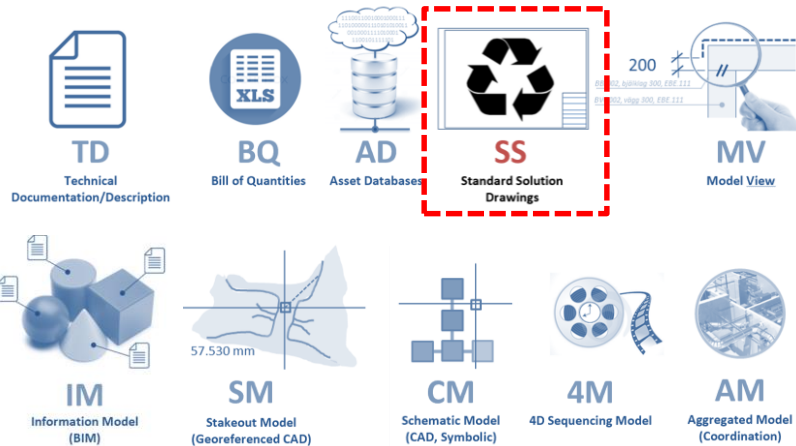 11100110010001000111
XLS
200
TD
BQ
AD
SS
MV
Technical
Documentation/Description
Bill of Quantities
Asset Databases
Standard Solution
Drawings
Model View
57.530 mm
IM
SM
CM
4M
AM
Information Model
(BIM)
Stakeout Model
(Georeferenced CAD)
Schematic Model
(CAD, Symbolic)
4D Sequencing Model
Aggregated Model
(Coordination)